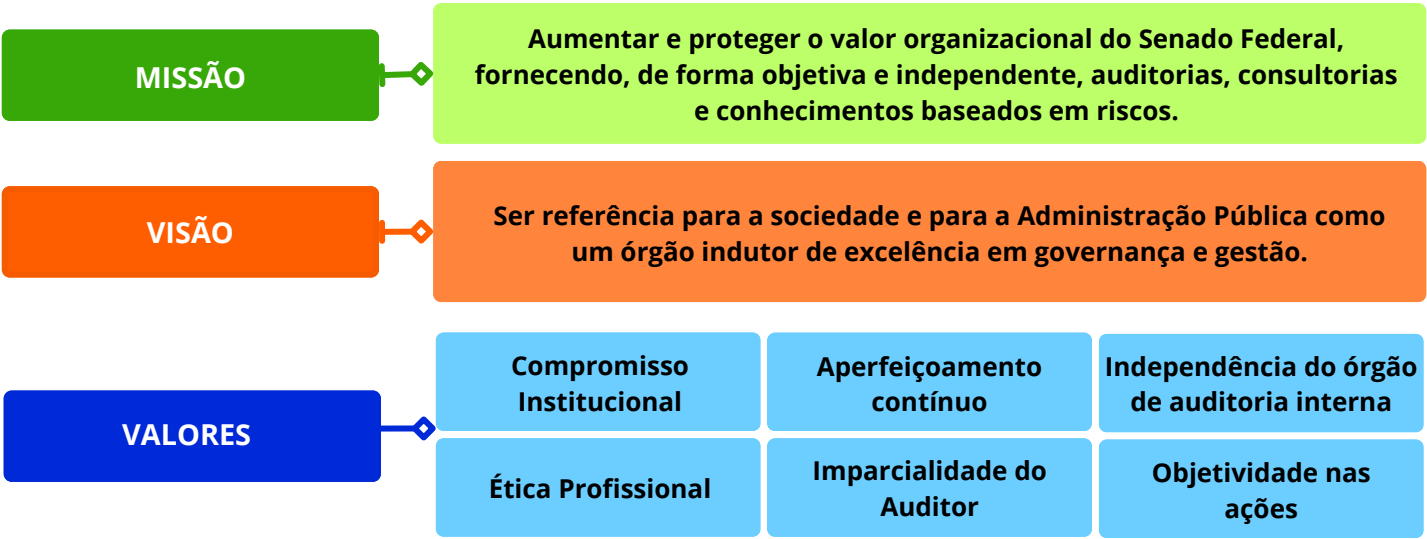 MISSÃO
Aumentar e proteger o valor organizacional do Senado Federal,
fornecendo, de forma objetiva e independente, auditorias, consultorias
e conhecimentos baseados em riscos.
VISÃO
Ser referência para a sociedade e para a Administração Pública como
um órgão indutor de excelência em governança e gestão.
VALORES
Compromisso
Institucional
Aperfeiçoamento
contínuo
Independência do órgão
de auditoria interna
Ética Profissional
Imparcialidade do
Auditor
Objetividade nas
ações